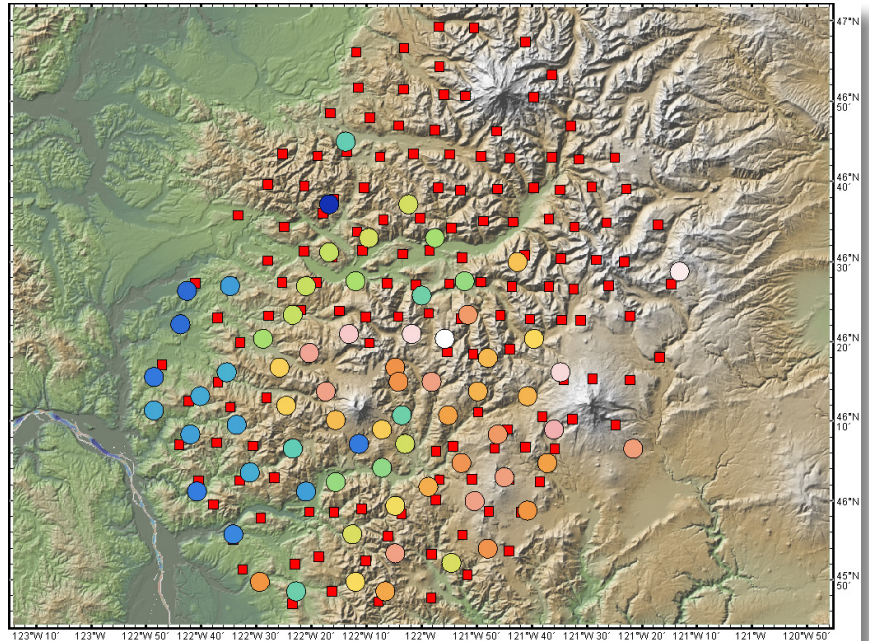 47°N
46°N
50'
46°N
40'
46°N
30'
46°N
20'
46°N
10'
46°N
45°N
50'
123°W 10'
123°W
122°W 50'
122°W 40'
122°W 30'
122°W 20'
122°W 10'
122°W
121°W 50'
121°W 40'
121°W 30'
121°W 20'
121°W 10'
121°W
120°W 50'